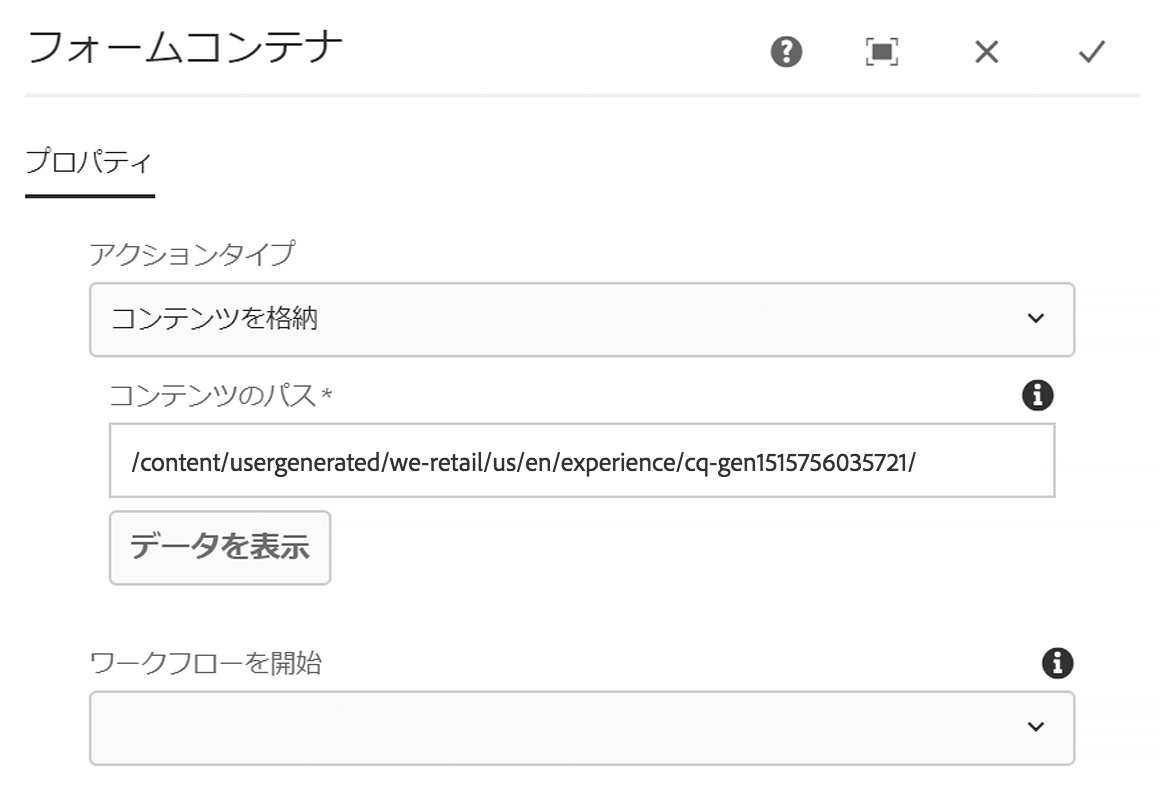 フォームコンテナ
プロパティ
アクションタイプ
コンテンツを格納
コンテンツのパス*
/content/usergenerated/we-retail/us/en/experience/cq-gen1515756035721/
データを表示
ワークフローを開始